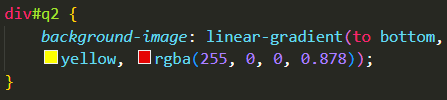 div#q2 {
background-image: linear-gradient(to bottom,
yellow, rgba(255, 0, 0, 0.878));
}